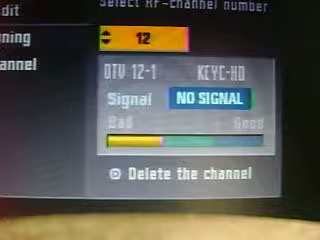 dit
Select RF-channel number
ning
12
annel
DTV 12-1 KEYC-HD
Signal NO SIGNAL
Bad Good
Delete the channel